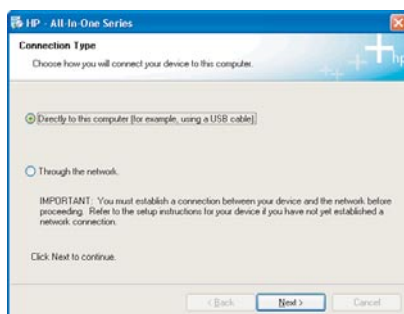 HP - All-In-One Series
Connection Type
Choose how you will connect your device to this computer.
hp
Directly to this computer [for example, using a USB cable].
Through the network.
IMPORTANT:  You must establish a connection between your device and the network before
proceeding.  Refer to the setup instructions for your device if you have not yet established a
network connection.
Click Next to continue.
< Back
Next >
Cancel